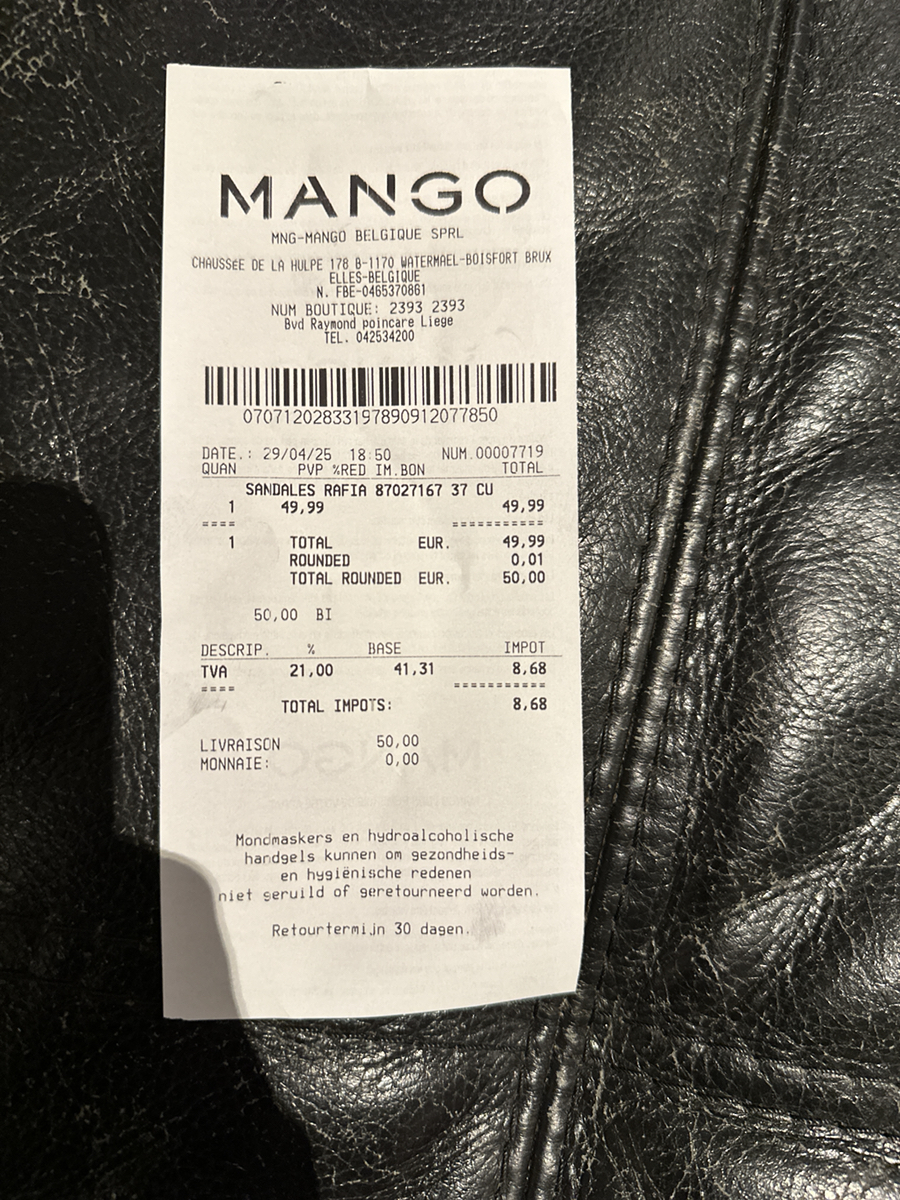 MANGO
MNG-MANGO BELGIQUE SPRL
CHAUSSéE DE LA HULPE 178 B-1170 WATERMAEL-BOISFORT BRUX
ELLES-BELGIQUE
N. FBE-0465370861
NUM BOUTIQUE: 2393 2393
Bvd Raymond poincare Liege
TEL. 042534200
07071202833197890912077850
DATE.: 29/04/25 18:50 NUM.00007719
QUAN PVP %RED IM.BON TOTAL
SANDALES RAFIA 87027167 37 CU
1 49,99 49,99
==== ===========
1 TOTAL EUR. 49,99
ROUNDED 0,01
TOTAL ROUNDED EUR. 50,00
50,00 BI
DESCRIP. % BASE IMPOT
TVA 21,00 41,31 8,68
==== ===========
TOTAL IMPOTS: 8,68
LIVRAISON 50,00
MONNAIE: 0,00
Mondmaskers en hydroalcoholische
handgels kunnen om gezondheids-
en hygiënische redenen
niet geruild of geretourneerd worden.
Retourtermijn 30 dagen.